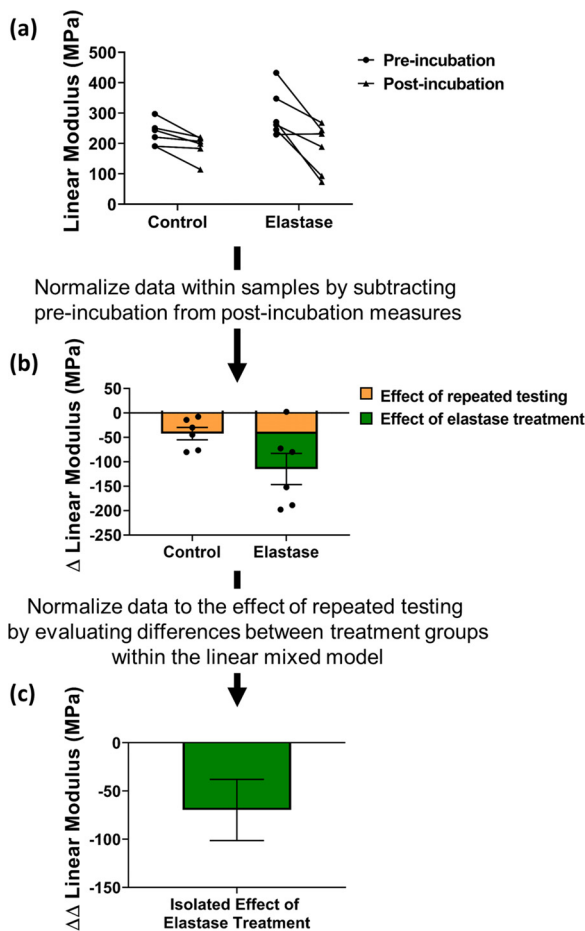 (a)
Linear Modulus (MPa)
500
400
300
200
100
0
Control
Elastase
Pre-incubation
Post-incubation
Normalize data within samples by subtracting
pre-incubation from post-incubation measures
(b)
Δ Linear Modulus (MPa)
50
0
-50
-100
-150
-200
-250
Control
Elastase
Effect of repeated testing
Effect of elastase treatment
Normalize data to the effect of repeated testing
by evaluating differences between treatment groups
within the linear mixed model
(c)
ΔΔ Linear Modulus (MPa)
0
-50
-100
-150
Isolated Effect of
Elastase Treatment